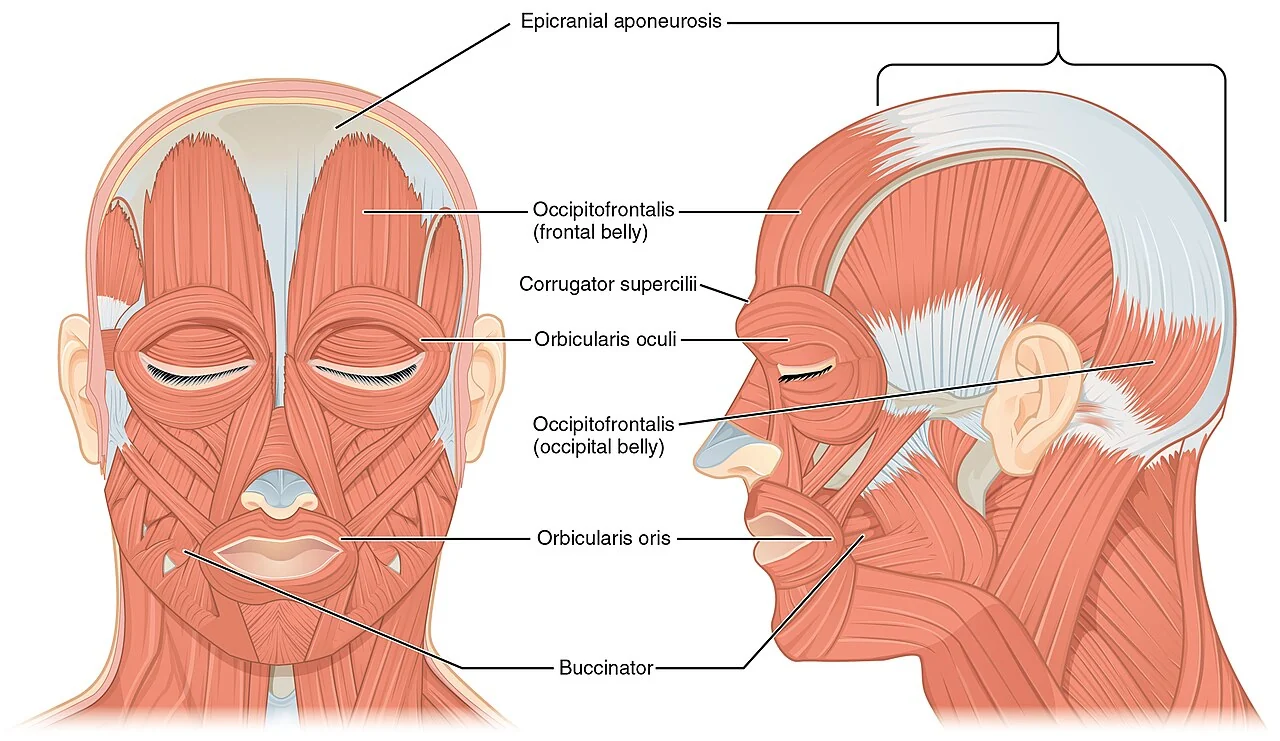 Epicranial aponeurosis
Occipitofrontalis
(frontal belly)
Corrugator supercilii
Orbicularis oculi
Occipitofrontalis
(occipital belly)
Orbicularis oris
Buccinator